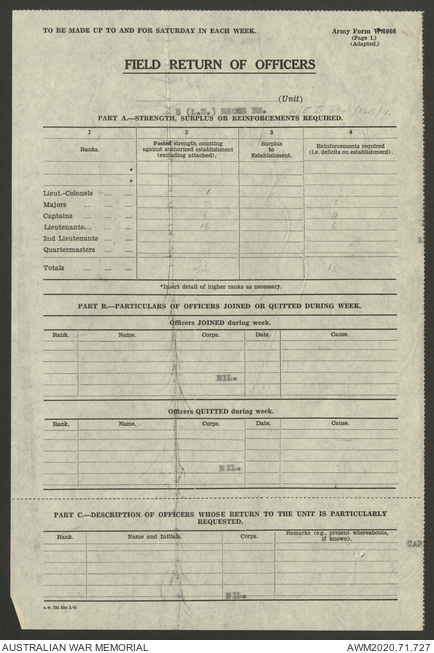 TO BE MADE UP TO AND FOR SATURDAY IN EACH WEEK.
Army Form W3008
(Page 1.)
(Adapted.)
FIELD RETURN OF OFFICERS
(Unit)
8 (L.H.) RECCE BN.
PART A.—STRENGTH, SURPLUS OR REINFORCEMENTS REQUIRED.
1 2 3 4
Ranks. Posted strength counting against authorized establishment (excluding attached). Surplus to Establishment. Reinforcements required (i.e. deficits on establishment).
*
*
Lieut.-Colonels
Majors
Captains
Lieutenants
2nd Lieutenants
Quartermasters
Totals
*Insert detail of higher ranks as necessary.
PART B.—PARTICULARS OF OFFICERS JOINED OR QUITTED DURING WEEK.
Officers JOINED during week.
Rank. Name. Corps. Date. Cause.
NIL.
Officers QUITTED during week.
Rank. Name. Corps. Date. Cause.
NIL.
PART C.—DESCRIPTION OF OFFICERS WHOSE RETURN TO THE UNIT IS PARTICULARLY
REQUESTED.
Rank. Name and Initials. Corps. Remarks (e.g., present whereabouts, if known).
NIL.
AUSTRALIAN WAR MEMORIAL
AWM2020.71.727